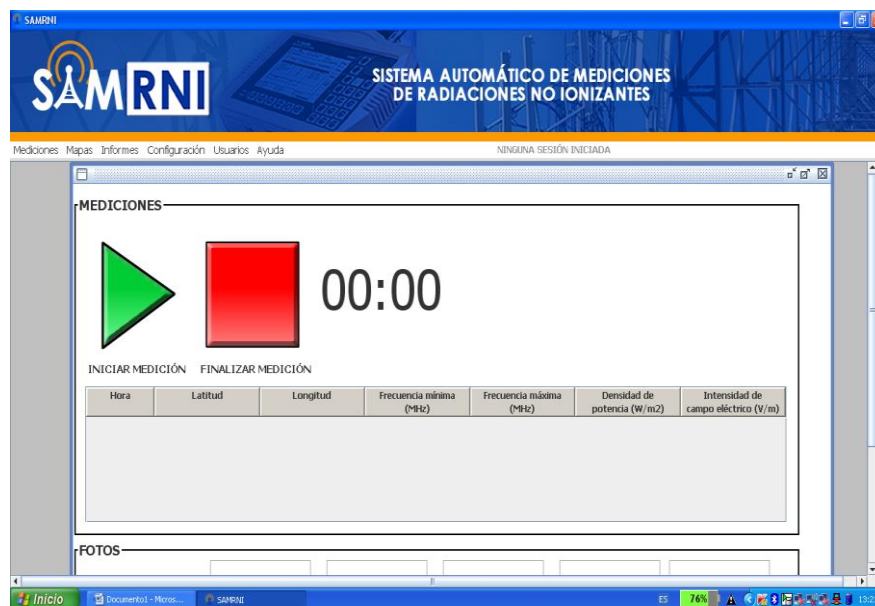 SAMRNI
SAMRNI
SISTEMA AUTOMÁTICO DE MEDICIONES
DE RADIACIONES NO IONIZANTES
Mediciones Mapas Informes Configuración Usuarios Ayuda NINGUNA SESIÓN INICIADA
MEDICIONES
00:00
INICIAR MEDICIÓN FINALIZAR MEDICIÓN
Hora Latitud Longitud Frecuencia mínima Frecuencia máxima Densidad de Intensidad de
(MHz) (MHz) potencia (W/m2) campo eléctrico (V/m)
FOTOS
Inicio Documento1 - Micros... SAMRNI ES 76%